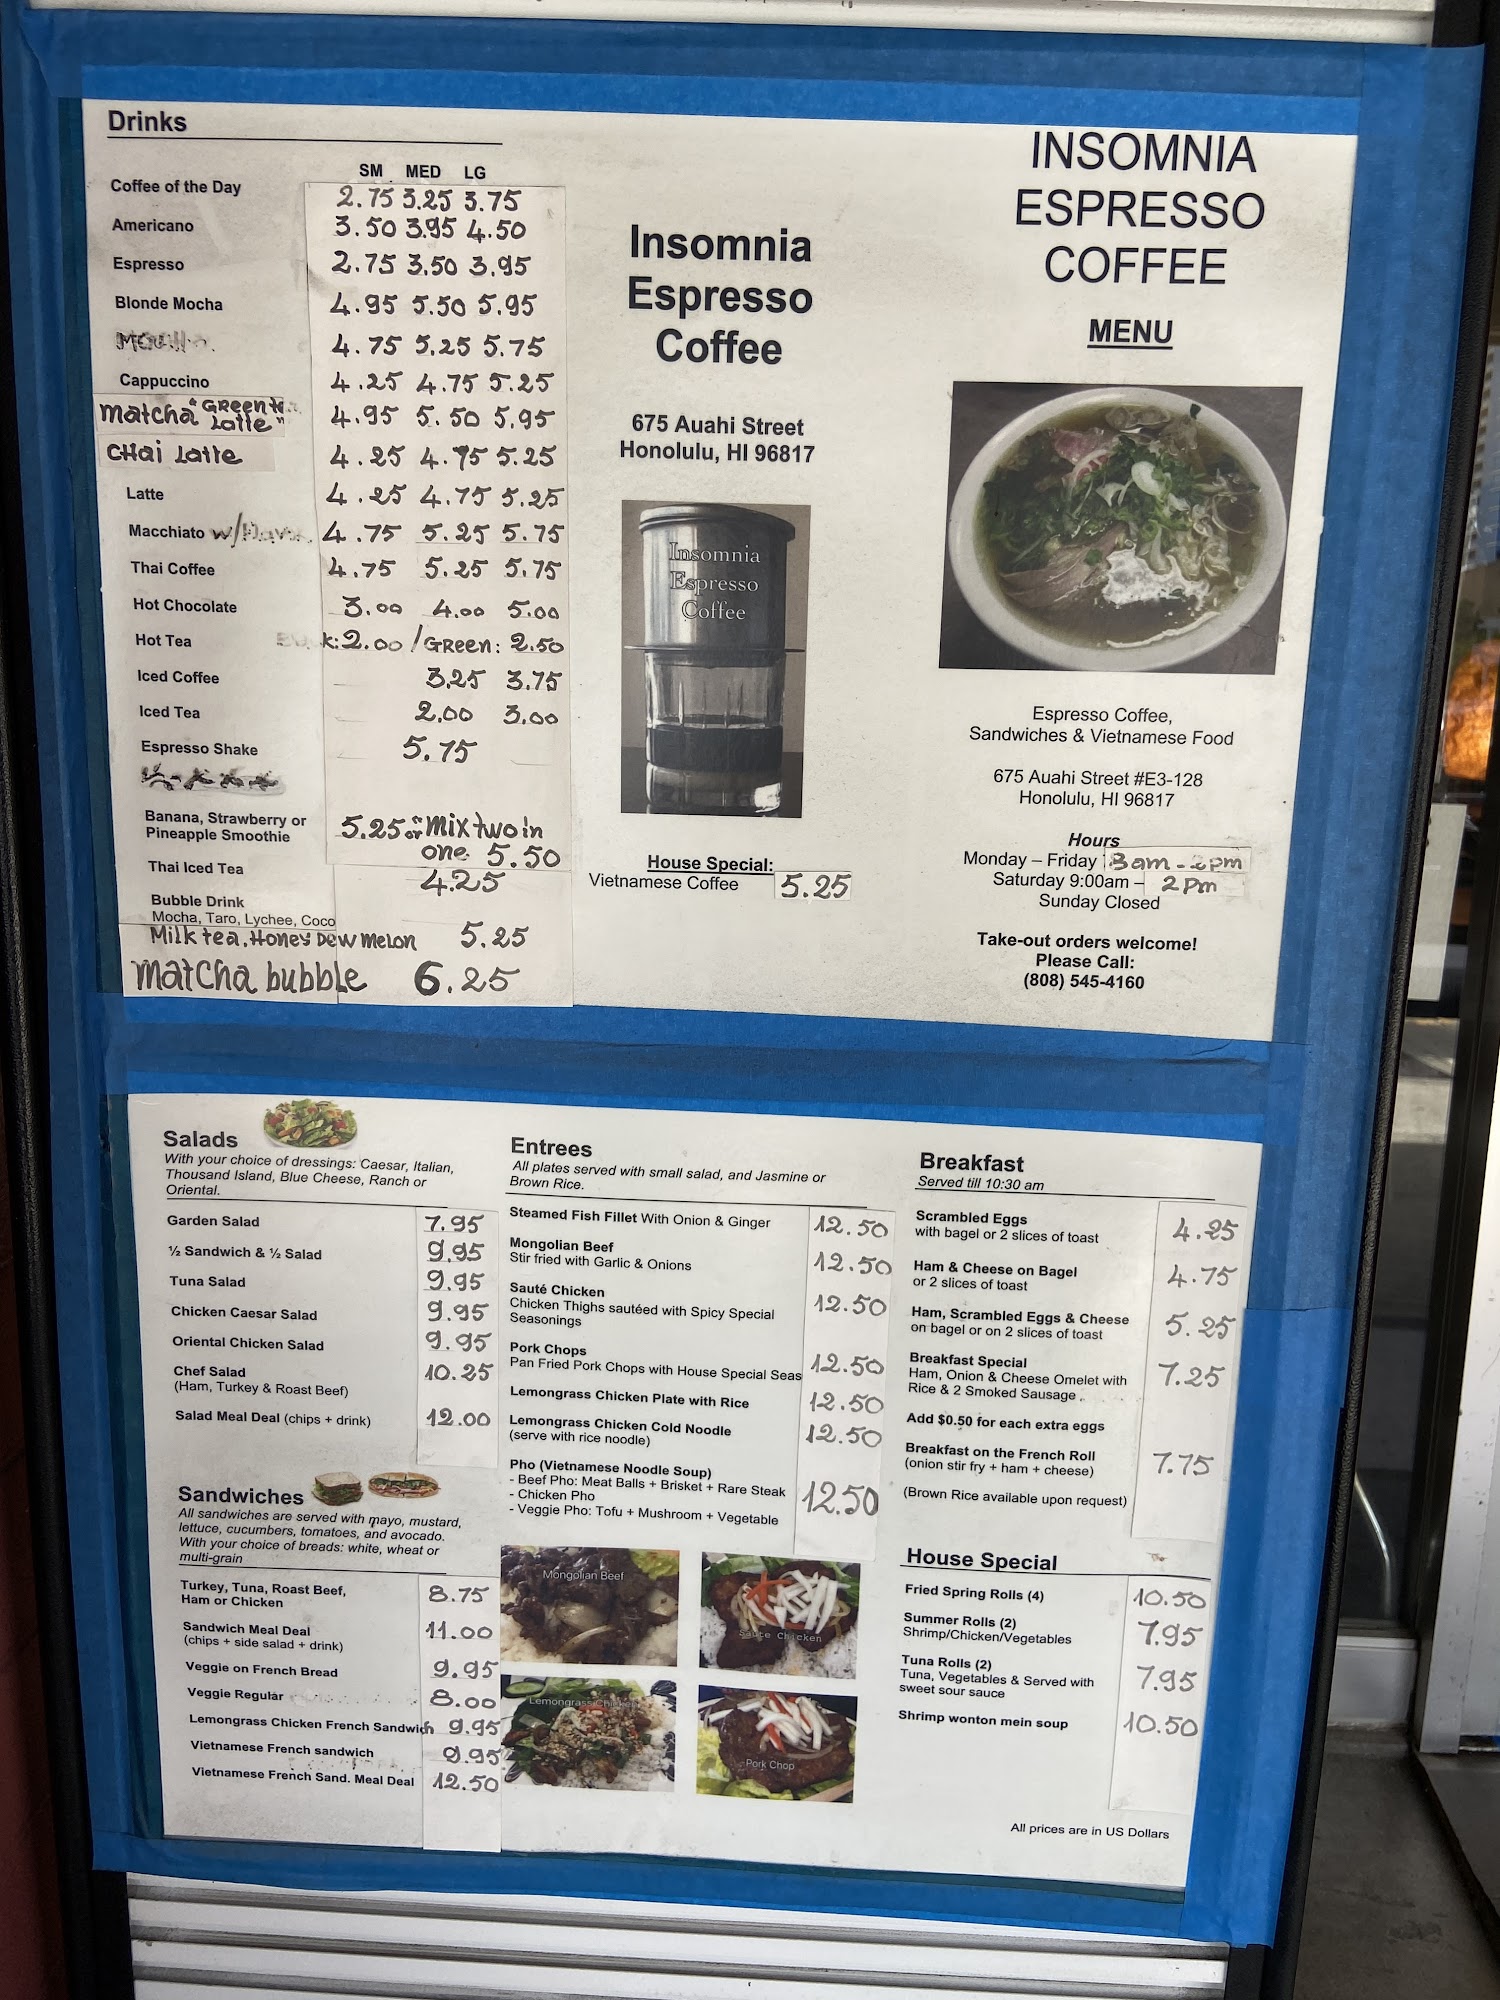 Drinks
SM MED LG
Coffee of the Day 2.75 3.25 3.75
Americano 3.50 3.95 4.50
Espresso 2.75 3.50 3.95
Blonde Mocha 4.95 5.50 5.95
4.75 5.25 5.75
Cappuccino 4.25 4.75 5.25
Matcha "Green
Latte" 4.95 5.50 5.95
CHai Latte 4.25 4.75 5.25
Latte 4.25 4.75 5.25
Macchiato w/ 4.75 5.25 5.75
Thai Coffee 4.75 5.25 5.75
Hot Chocolate 3.00 4.00 5.00
Hot Tea 2.00 / Green: 2.50
Iced Coffee 3.25 3.75
Iced Tea 2.00 3.00
Espresso Shake 5.75
Banana, Strawberry or
Pineapple Smoothie 5.25 or "Mix two in
one 5.50
Thai Iced Tea 4.25
Bubble Drink
Mocha, Taro, Lychee, Coco
Milk tea, Honey Dew Melon 5.25
Matcha bubble 6.25
Insomnia
Espresso
Coffee
675 Auahi Street
Honolulu, HI 96817
Insomnia
Espresso
Coffee
House Special:
Vietnamese Coffee 5.25
INSOMNIA
ESPRESSO
COFFEE
MENU
Espresso Coffee,
Sandwiches & Vietnamese Food
675 Auahi Street #E3-128
Honolulu, HI 96817
Hours
Monday – Friday 8am - 2pm
Saturday 9:00am – 2pm
Sunday Closed
Take-out orders welcome!
Please Call:
(808) 545-4160
Salads
With your choice of dressings: Caesar, Italian,
Thousand Island, Blue Cheese, Ranch or
Oriental.
Garden Salad 7.95
½ Sandwich & ½ Salad 9.95
Tuna Salad 9.95
Chicken Caesar Salad 9.95
Oriental Chicken Salad 9.95
Chef Salad 10.25
(Ham, Turkey & Roast Beef)
Salad Meal Deal (chips + drink) 12.00
Sandwiches
All sandwiches are served with mayo, mustard,
lettuce, cucumbers, tomatoes, and avocado.
With your choice of breads: white, wheat or
multi-grain
Turkey, Tuna, Roast Beef,
Ham or Chicken 8.75
Sandwich Meal Deal 11.00
(chips + side salad + drink)
Veggie on French Bread 9.95
Veggie Regular 8.00
Lemongrass Chicken French Sandwich 9.95
Vietnamese French sandwich 9.95
Vietnamese French Sand. Meal Deal 12.50
Entrees
All plates served with small salad, and Jasmine or
Brown Rice.
Steamed Fish Fillet With Onion & Ginger 12.50
Mongolian Beef 12.50
Stir fried with Garlic & Onions
Sauté Chicken 12.50
Chicken Thighs sautéed with Spicy Special
Seasonings
Pork Chops 12.50
Pan Fried Pork Chops with House Special Seas
Lemongrass Chicken Plate with Rice 12.50
Lemongrass Chicken Cold Noodle 12.50
(serve with rice noodle)
Pho (Vietnamese Noodle Soup)
- Beef Pho: Meat Balls + Brisket + Rare Steak 12.50
- Chicken Pho
- Veggie Pho: Tofu + Mushroom + Vegetable
Mongolian Beef
Saute Chicken
Lemongrass Chicken
Pork Chop
Breakfast
Served till 10:30 am
Scrambled Eggs 4.25
with bagel or 2 slices of toast
Ham & Cheese on Bagel 4.75
or 2 slices of toast
Ham, Scrambled Eggs & Cheese 5.25
on bagel or on 2 slices of toast
Breakfast Special 7.25
Ham, Onion & Cheese Omelet with
Rice & 2 Smoked Sausage
Add $0.50 for each extra eggs
Breakfast on the French Roll 7.75
(onion stir fry + ham + cheese)
(Brown Rice available upon request)
House Special
Fried Spring Rolls (4) 10.50
Summer Rolls (2) 7.95
Shrimp/Chicken/Vegetables
Tuna Rolls (2) 7.95
Tuna, Vegetables & Served with
sweet sour sauce
Shrimp wonton mein soup 10.50
All prices are in US Dollars